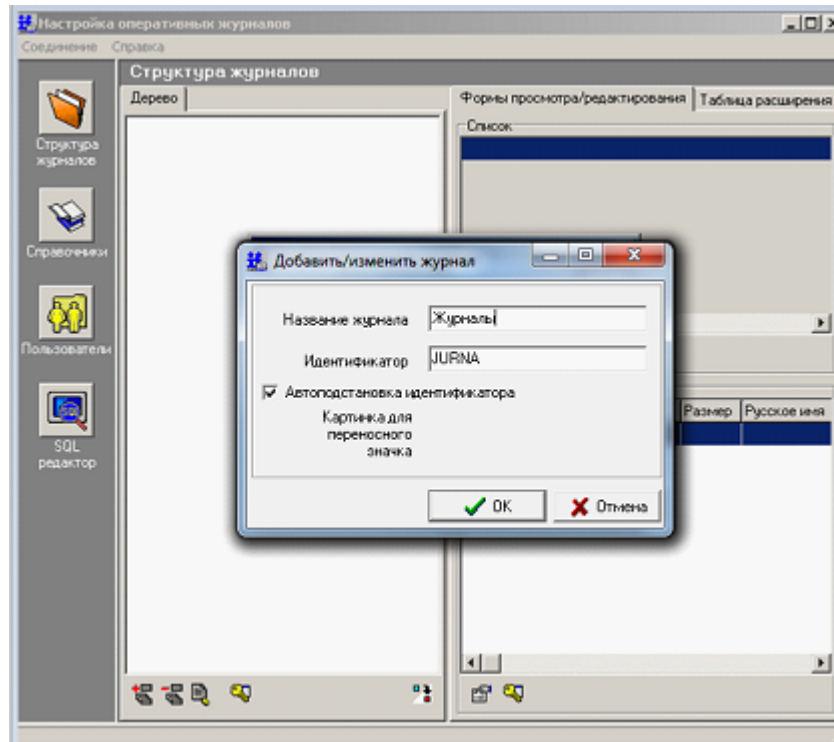 Настройка оперативных журналов
Соединение Справка
Структура журналов
Структура журналов
Справочники
Пользователи
SQL
SQL редактор
Дерево
Формы просмотра/редактирования
Таблица расширения
Список
Добавить/изменить журнал
Название журнала
Журналы
Идентификатор
JURNA
Автоподстановка идентификатора
Картинка для
переносного
значка
OK
Отмена
Размер
Русское имя